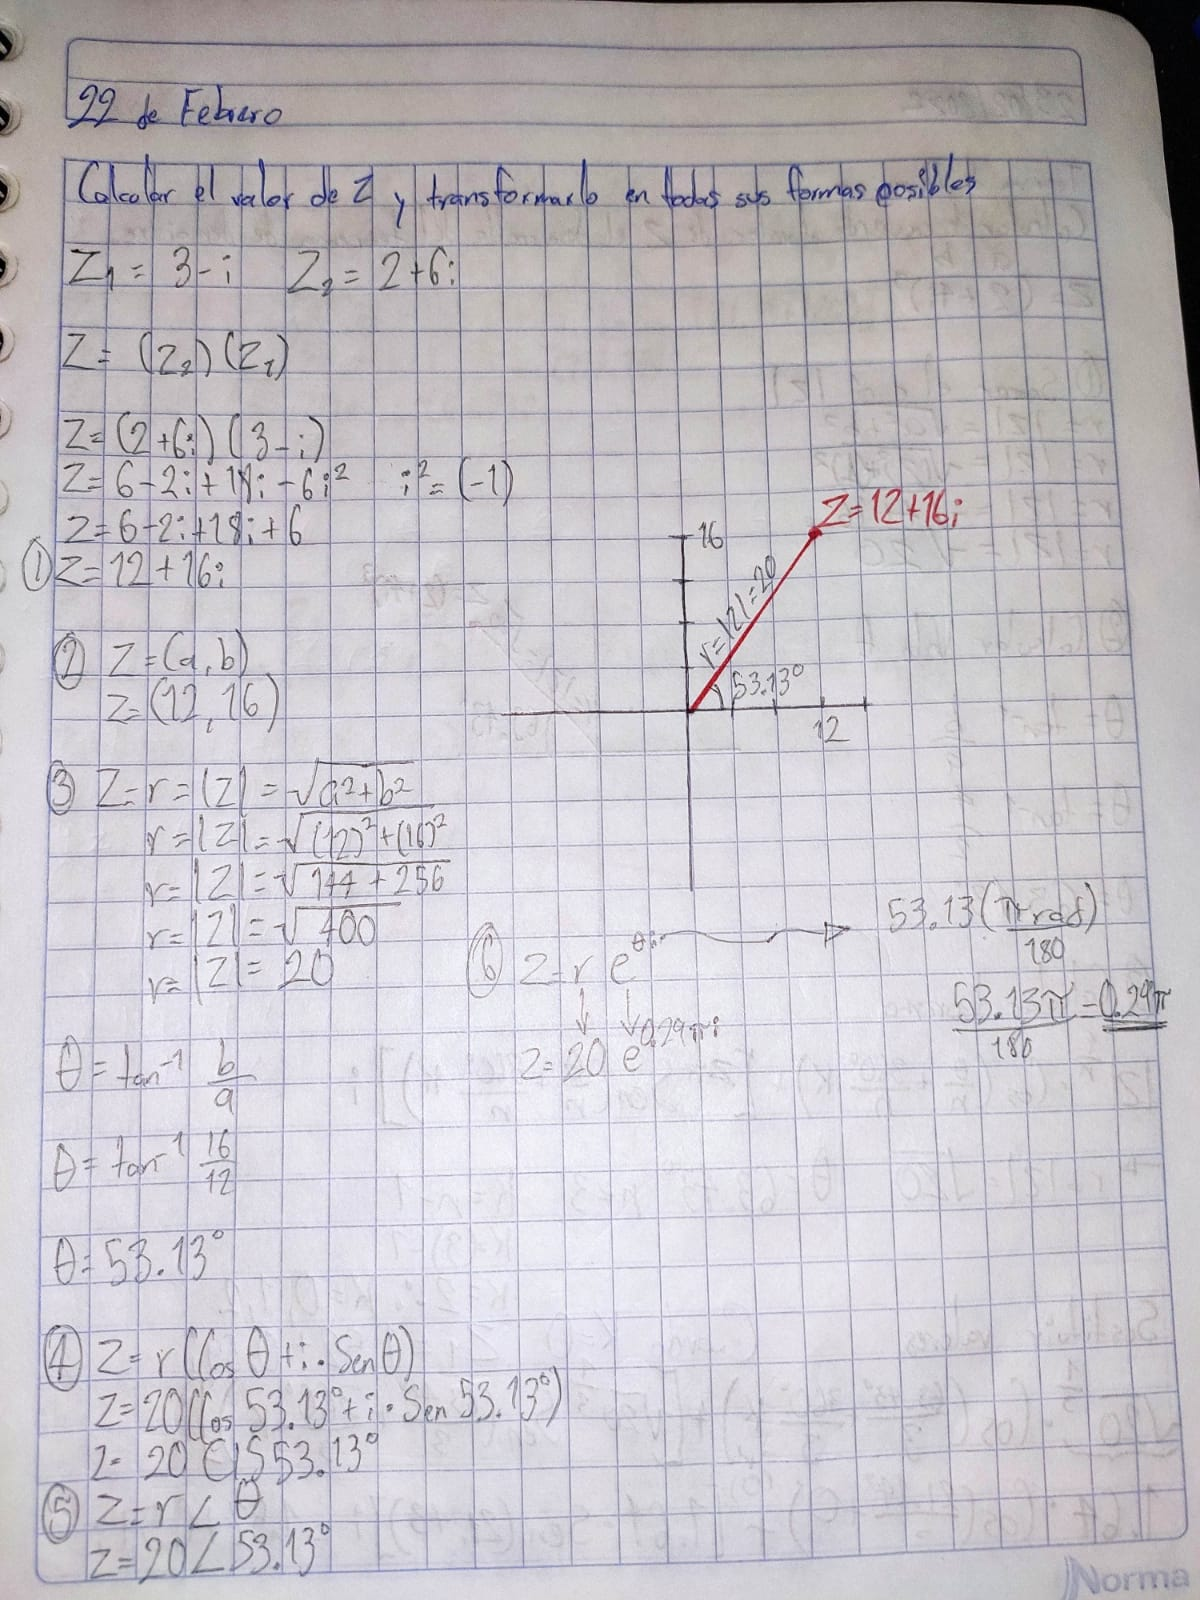 22 de Febrero
Calcular el valor de Z y transformarlo en todas sus formas posibles
Z₁ = 3-i Z₂ = 2+6i
Z = (Z₂)(Z₁)
Z = (2+6i)(3-i)
Z = 6-2i+18i-6i² i² = (-1)
Z = 6-2i+18i+6
① Z = 12+16i
② Z = (a,b)
Z = (12,16)
Z=12+16i
16
r=|Z|=20
53.13°
12
③ Z = r = |Z| = √a²+b²
r = |Z| = √(12)²+(16)²
r = |Z| = √144+256
r = |Z| = √400
r = |Z| = 20
θ = tan⁻¹ b/a
θ = tan⁻¹ 16/12
θ = 53.13°
④ Z = r(Cos θ+i·Sen θ)
Z = 20(Cos 53.13°+i·Sen 53.13°)
Z = 20 CIS 53.13°
⑤ Z = r∠θ
Z = 20∠53.13°
⑥ Z = r e^θi → 53.13(π rad/180)
53.13π/180 = 0.29π
Z = 20 e^0.29πi
Norma